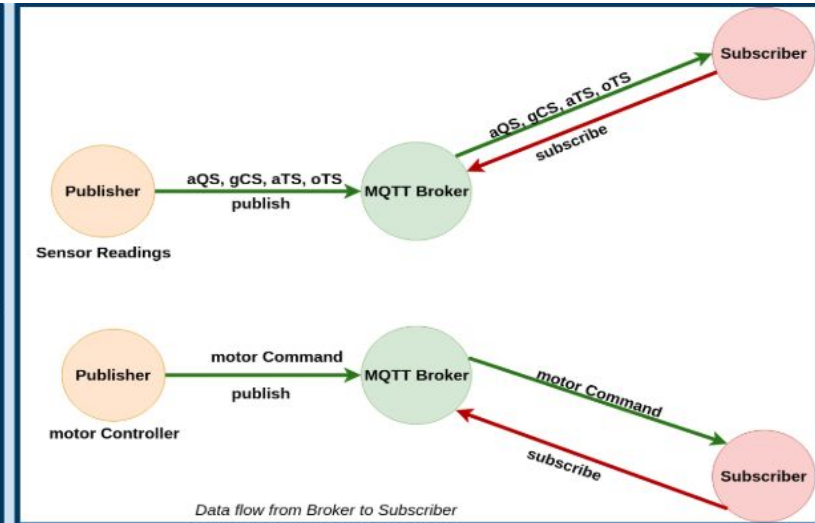 Subscriber
aQS, gCS, aTS, oTS
subscribe
Publisher
aQS, gCS, aTS, oTS
publish
MQTT Broker
Sensor Readings
motor Command
Publisher
publish
MQTT Broker
motor Controller
motor Command
subscribe
Subscriber
Data flow from Broker to Subscriber